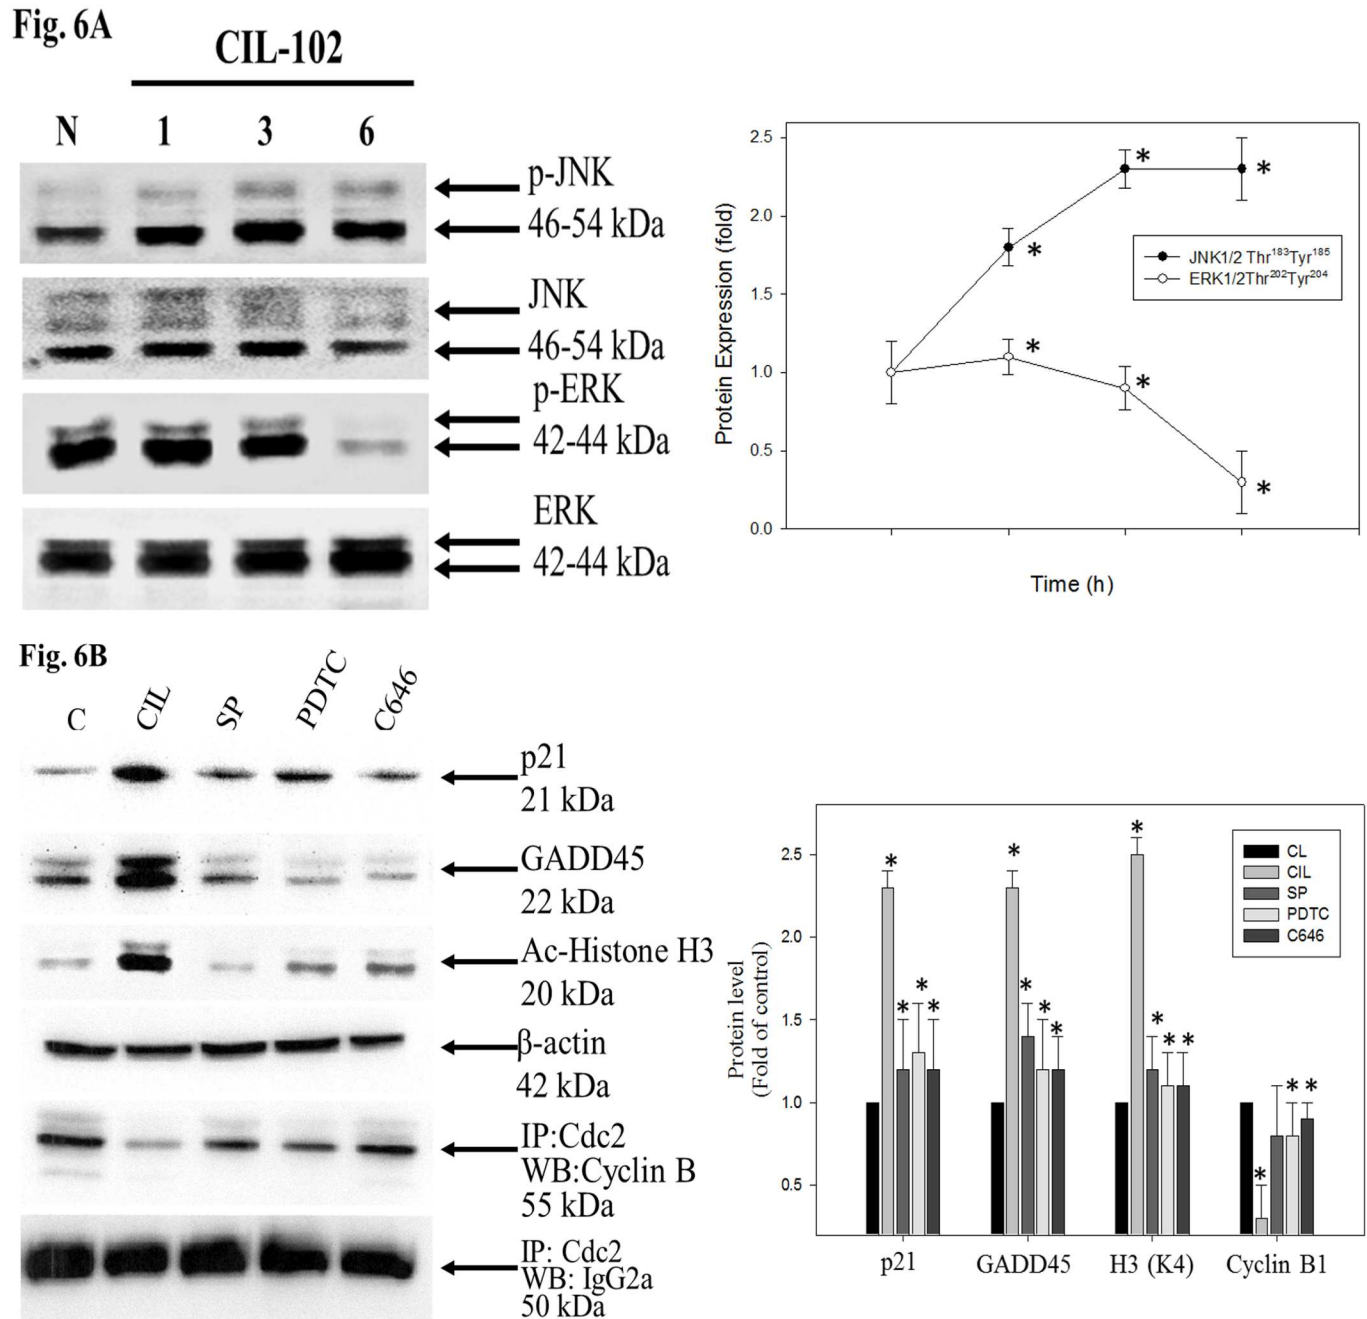 Fig. 6A
CIL-102
N 1 3 6
p-JNK
46-54 kDa
JNK
46-54 kDa
p-ERK
42-44 kDa
ERK
42-44 kDa
2.5
2.0
1.5
1.0
0.5
0.0
Protein Expression (fold)
Time (h)
JNK1/2 Thr¹⁸³Tyr¹⁸⁵
ERK1/2Thr²⁰²Tyr²⁰⁴
* * *
* * *
Fig. 6B
C CIL SP PDTC C646
p21
21 kDa
GADD45
22 kDa
Ac-Histone H3
20 kDa
β-actin
42 kDa
IP:Cdc2
WB:Cyclin B
55 kDa
IP: Cdc2
WB: IgG2a
50 kDa
2.5
2.0
1.5
1.0
0.5
Protein level
(Fold of control)
CL
CIL
SP
PDTC
C646
* * * *
* * * *
* * * *
* * *
p21 GADD45 H3 (K4) Cyclin B1